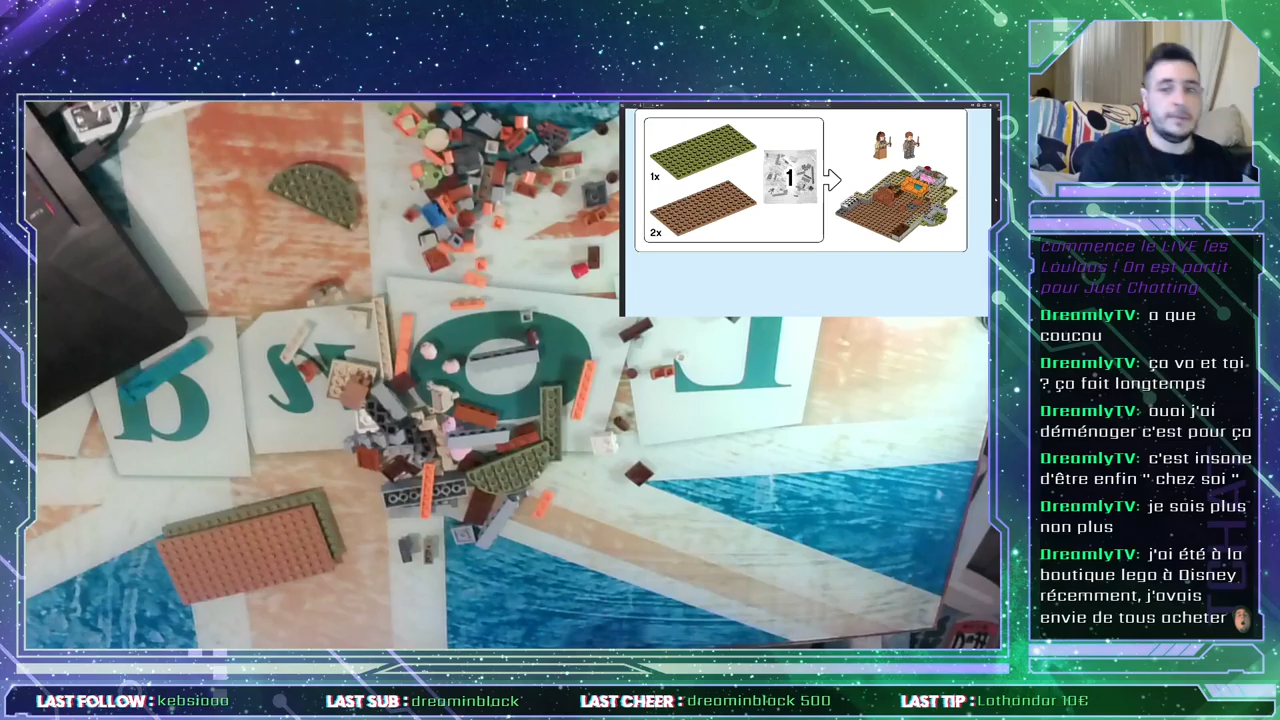 1x
1
2x
commence le LIVE les
Loulous ! On est partit
pour Just Chatting
DreamlyTV: a que
coucou
DreamlyTV: ça va et toi
? ça fait longtemps
DreamlyTV: ouai j'ai
déménager c'est pour ça
DreamlyTV: c'est insane
d'être enfin " chez soi "
DreamlyTV: je sais plus
non plus
DreamlyTV: j'ai été à la
boutique lego à Disney
récemment, j'avais
envie de tous acheter
LAST FOLLOW : kebsiooo
LAST SUB : dreaminblack
LAST CHEER : dreaminblack 500
LAST TIP : Lothandar 10€